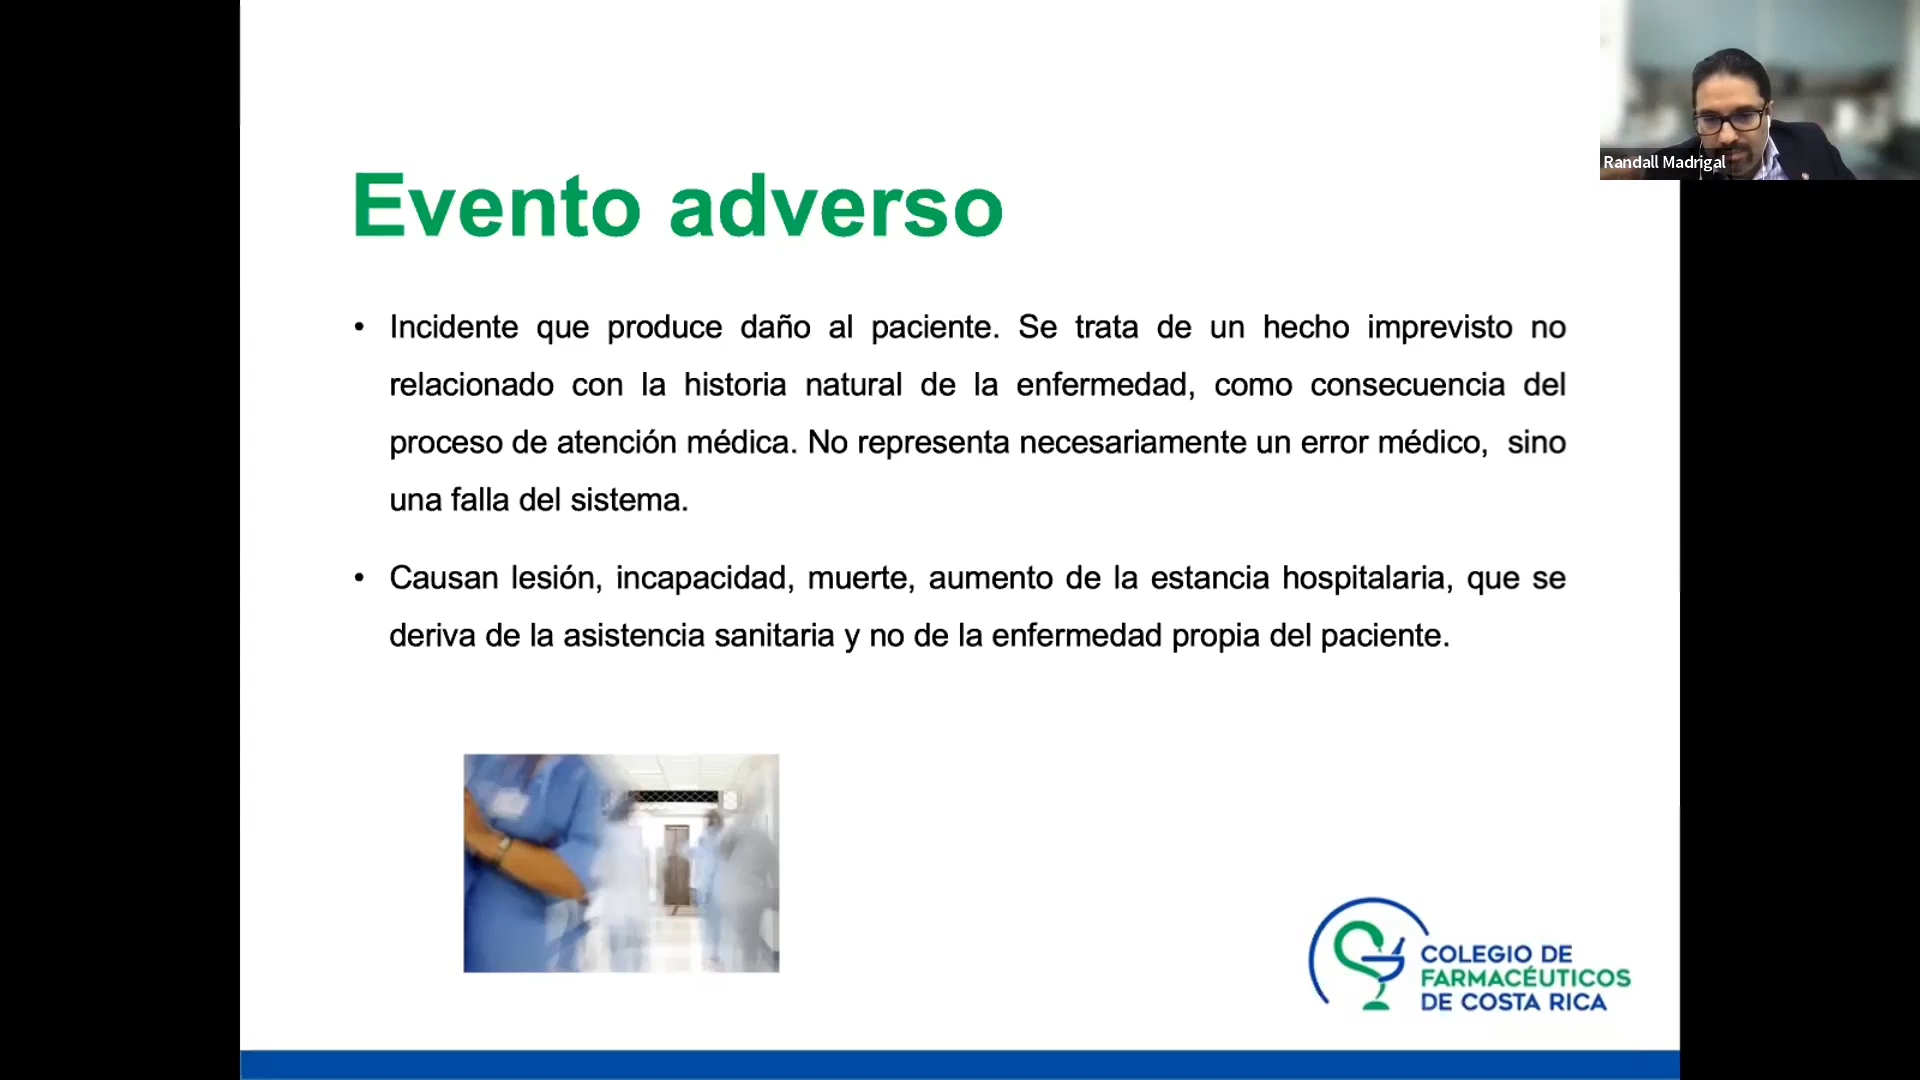 Randall Madrigal
Evento adverso
• Incidente que produce daño al paciente. Se trata de un hecho imprevisto no
relacionado con la historia natural de la enfermedad, como consecuencia del
proceso de atención médica. No representa necesariamente un error médico, sino
una falla del sistema.
• Causan lesión, incapacidad, muerte, aumento de la estancia hospitalaria, que se
deriva de la asistencia sanitaria y no de la enfermedad propia del paciente.
COLEGIO DE
FARMACÉUTICOS
DE COSTA RICA